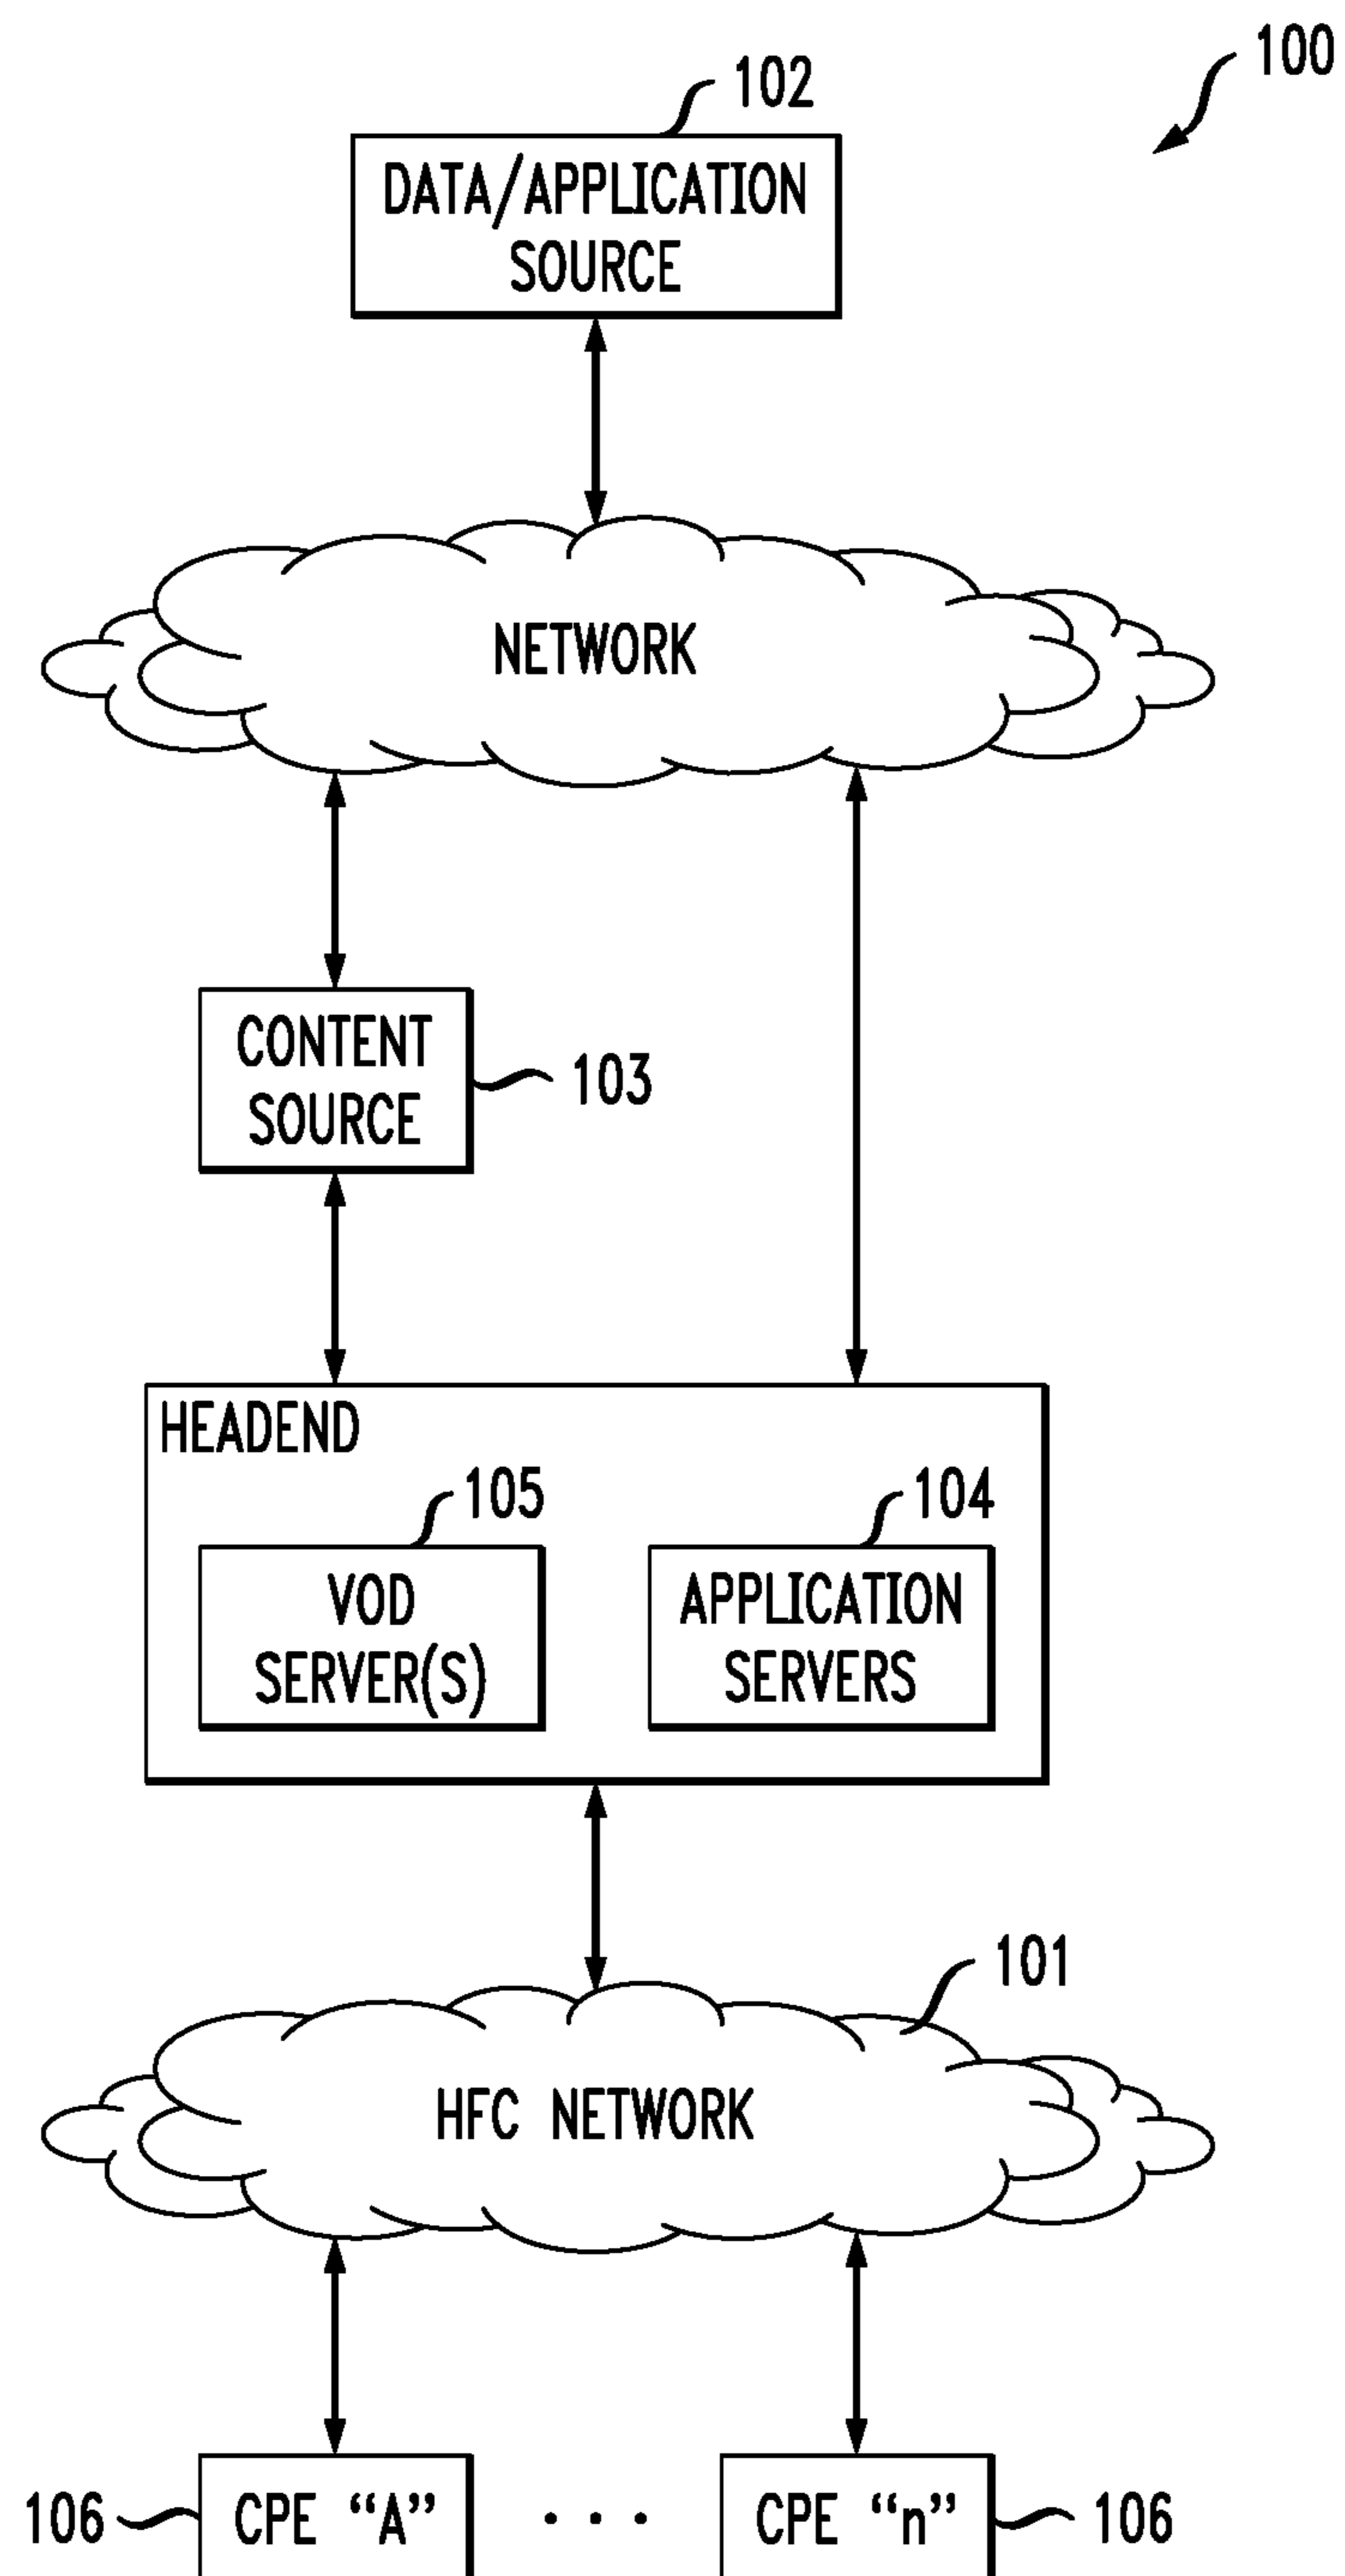 100
102
DATA/APPLICATION
SOURCE
NETWORK
CONTENT
SOURCE
103
HEADEND
105
104
VOD
SERVER(S)
APPLICATION
SERVERS
101
HFC NETWORK
106
CPE “A”
. . .
CPE “n”
106